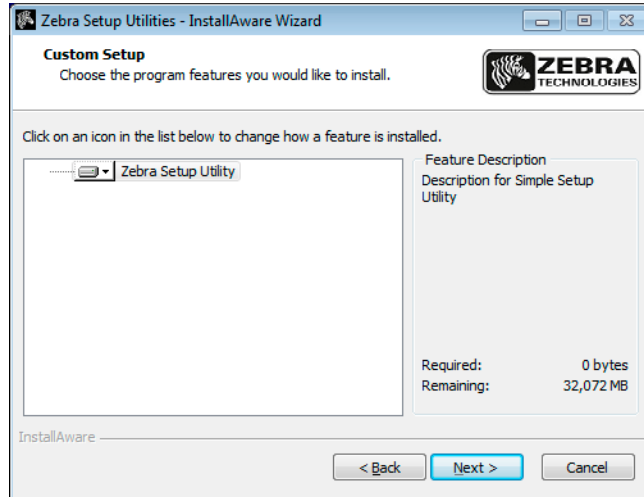 Zebra Setup Utilities - InstallAware Wizard
Custom Setup
Choose the program features you would like to install.
ZEBRA
TECHNOLOGIES
Click on an icon in the list below to change how a feature is installed.
Zebra Setup Utility
Feature Description
Description for Simple Setup
Utility
Required: 0 bytes
Remaining: 32,072 MB
InstallAware
< Back Next > Cancel